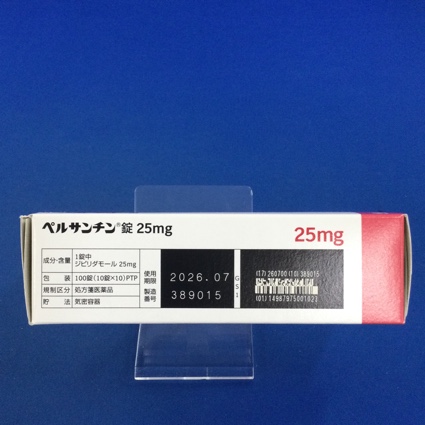 ペルサンチン®錠 25mg
25mg
成分・含量 1錠中
ジピリダモール 25mg
包 装 100錠(10錠×10)PTP
規制区分 処方箋医薬品
貯 法 気密容器
使用
期限 2026.07
製造
番号 389015
GS1
(17)260700(10)389015
(01)14987975001021